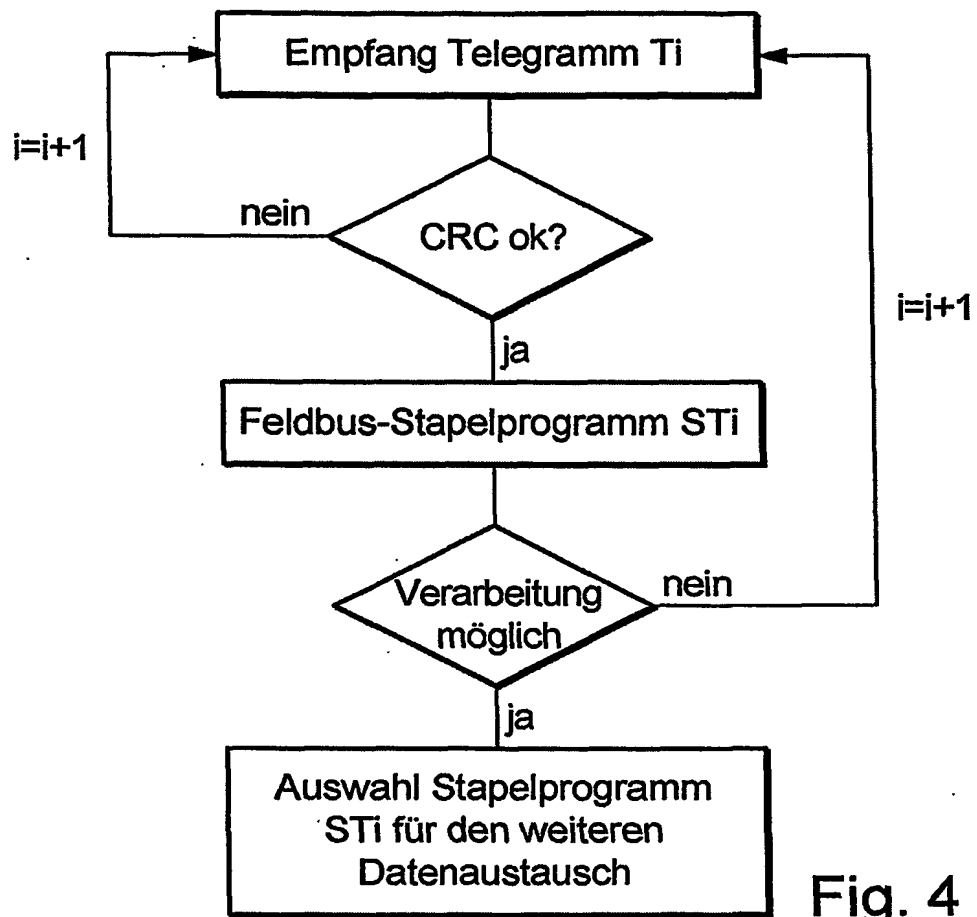 Empfang Telegramm Ti
i=i+1
nein
CRC ok?
i=i+1
ja
Feldbus-Stapelprogramm STi
Verarbeitung
möglich
nein
ja
Auswahl Stapelprogramm
STi für den weiteren
Datenaustausch
Fig. 4